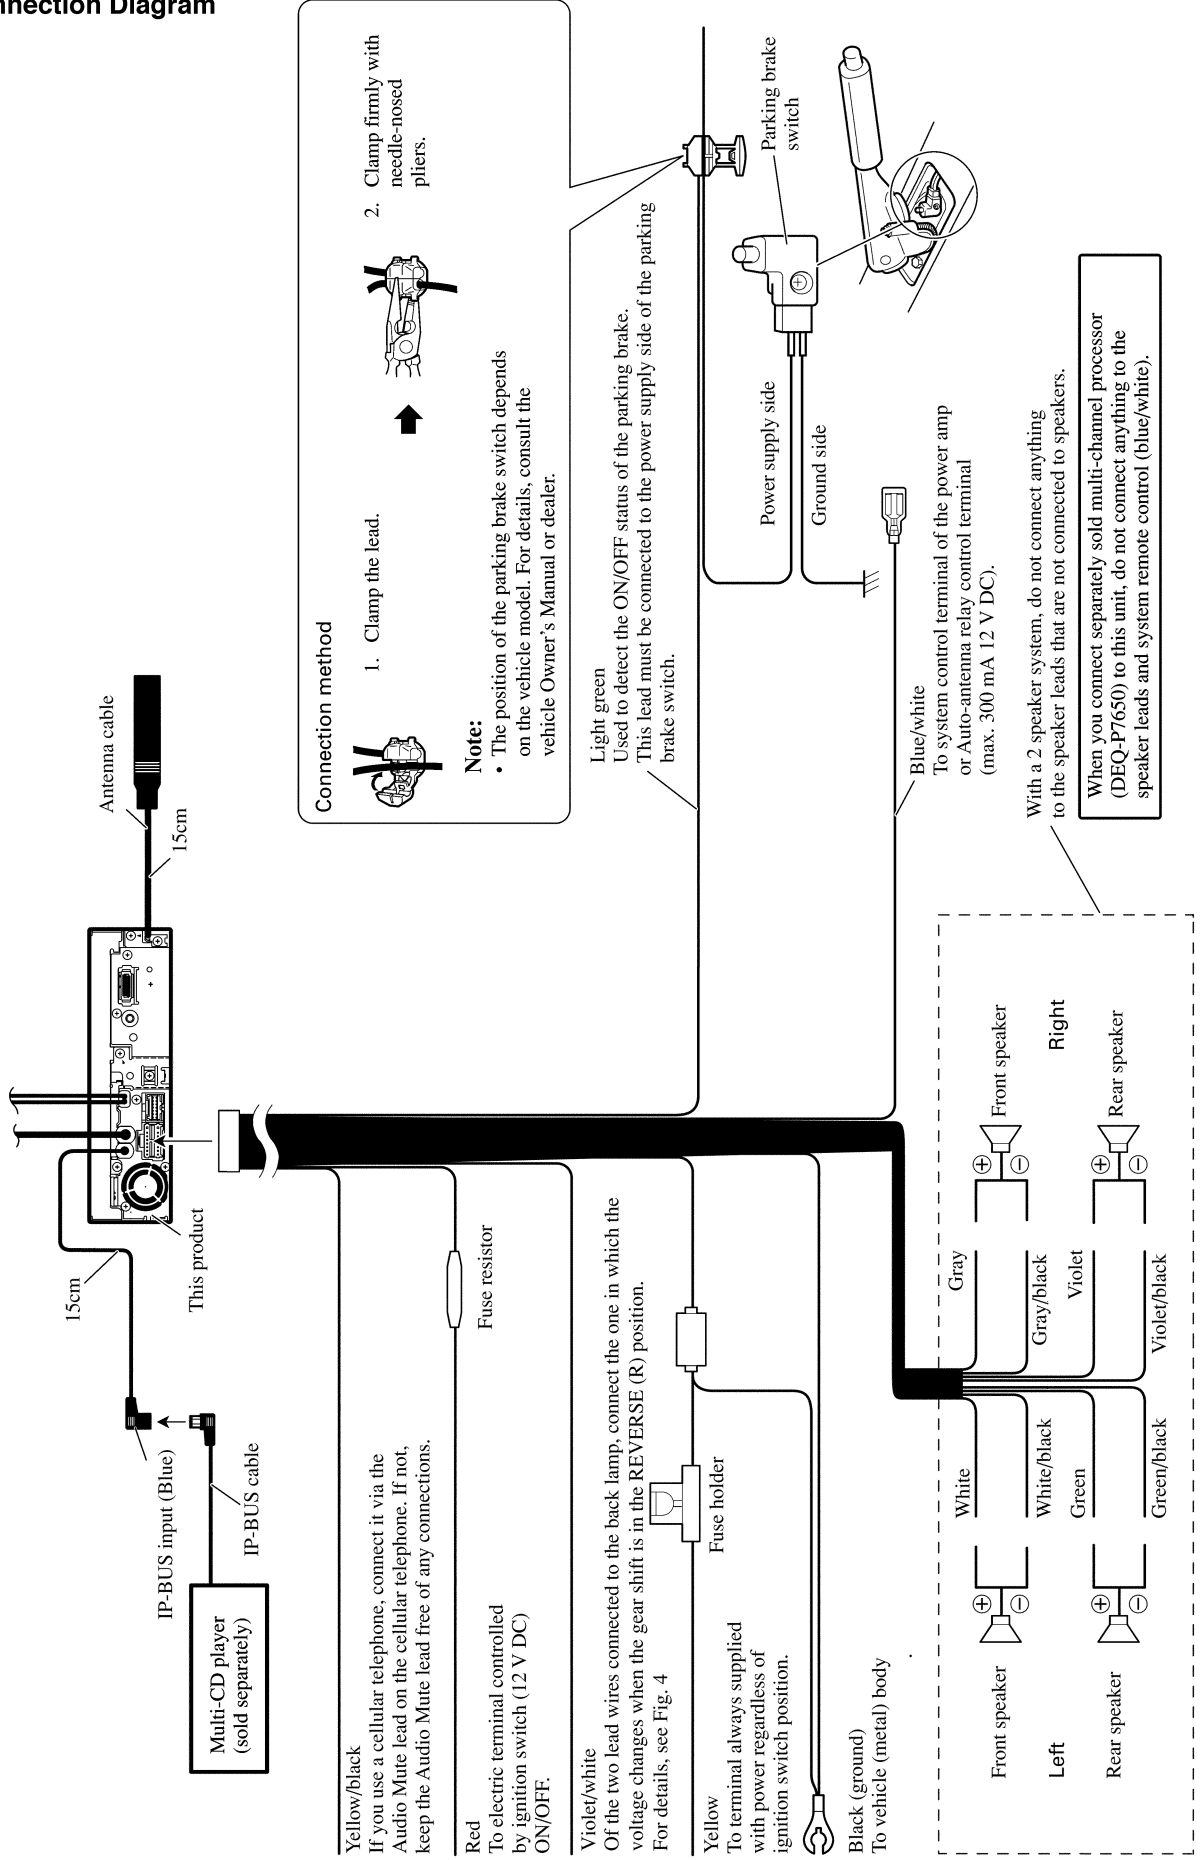 nnection Diagram
Connection method
1. Clamp the lead.
2. Clamp firmly with
needle-nosed
pliers.
Note:
• The position of the parking brake switch depends
on the vehicle model. For details, consult the
vehicle Owner's Manual or dealer.
Antenna cable
15cm
This product
15cm
IP-BUS input (Blue)
IP-BUS cable
Multi-CD player
(sold separately)
Light green
Used to detect the ON/OFF status of the parking brake.
This lead must be connected to the power supply side of the parking
brake switch.
Parking brake
switch
Power supply side
Ground side
Yellow/black
If you use a cellular telephone, connect it via the
Audio Mute lead on the cellular telephone. If not,
keep the Audio Mute lead free of any connections.
Red
To electric terminal controlled
by ignition switch (12 V DC)
ON/OFF.
Fuse resistor
Violet/white
Of the two lead wires connected to the back lamp, connect the one in which the
voltage changes when the gear shift is in the REVERSE (R) position.
For details, see Fig. 4
Yellow
To terminal always supplied
with power regardless of
ignition switch position.
Fuse holder
Black (ground)
To vehicle (metal) body
Blue/white
To system control terminal of the power amp
or Auto-antenna relay control terminal
(max. 300 mA 12 V DC).
With a 2 speaker system, do not connect anything
to the speaker leads that are not connected to speakers.
When you connect separately sold multi-channel processor
(DEQ-P7650) to this unit, do not connect anything to the
speaker leads and system remote control (blue/white).
Front speaker
Left
Rear speaker
+
−
+
−
White
White/black
Green
Green/black
Gray
Gray/black
Violet
Violet/black
+
−
+
−
Front speaker
Right
Rear speaker